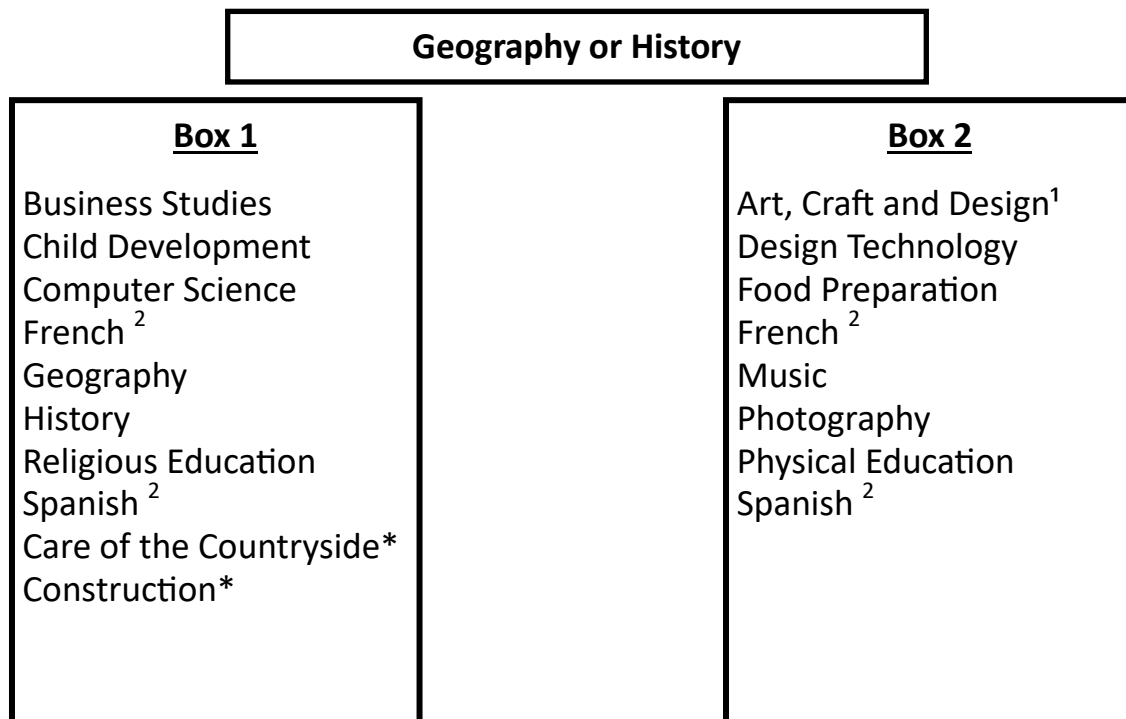 Geography or History
Box 1
Business Studies
Child Development
Computer Science
French ²
Geography
History
Religious Education
Spanish ²
Care of the Countryside*
Construction*
Box 2
Art, Craft and Design¹
Design Technology
Food Preparation
French ²
Music
Photography
Physical Education
Spanish ²